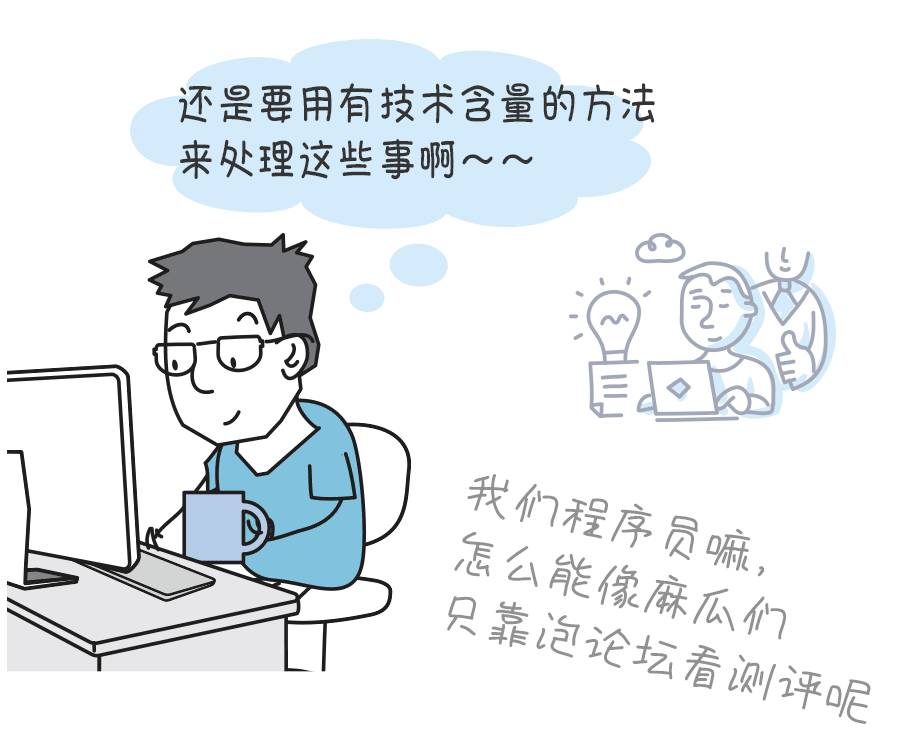 还是要用有技术含量的方法
来处理这些事啊～～
我们程序员嘛，
怎么能像麻瓜们
只靠泡论坛看测评呢